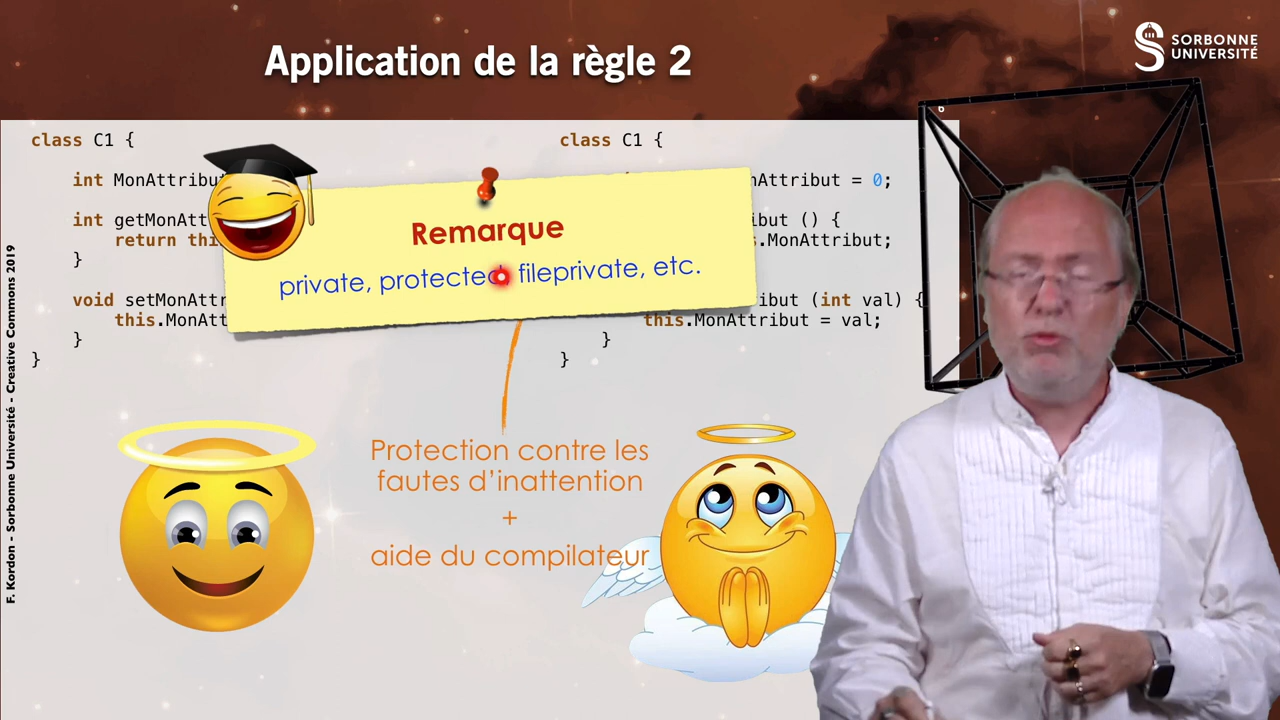 Application de la règle 2
SORBONNE
UNIVERSITÉ
6
class C1 {
int MonAttribu
int getMonAtt
return thi
}
void setMonAttr
this.MonAtt
}
}
class C1 {
nAttribut = 0;
ibut () {
s.MonAttribut;
ibut (int val) {
this.MonAttribut = val;
}
}
Remarque
private, protected, fileprivate, etc.
Protection contre les
fautes d'inattention
+
aide du compilateur
F. Kordon - Sorbonne Université - Creative Commons 2019